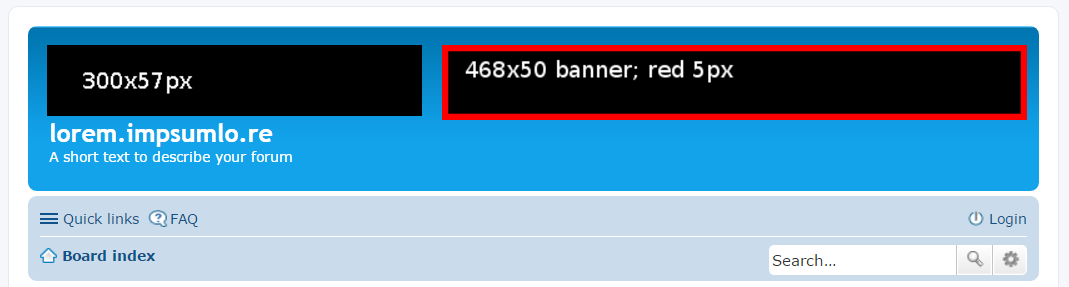 300x57px
468x50 banner; red 5px
lorem.impsumlo.re
A short text to describe your forum
Quick links FAQ Login
Board index Search…